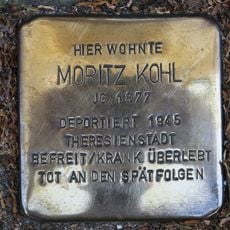 HIER WOHNTE
MORITZ KOHL
JG 1877
DEPORTIERT 1945
THERESIENSTADT
BEFREIT/KRANK ÜBERLEBT
TOT AN DEN SPÄTFOLGEN